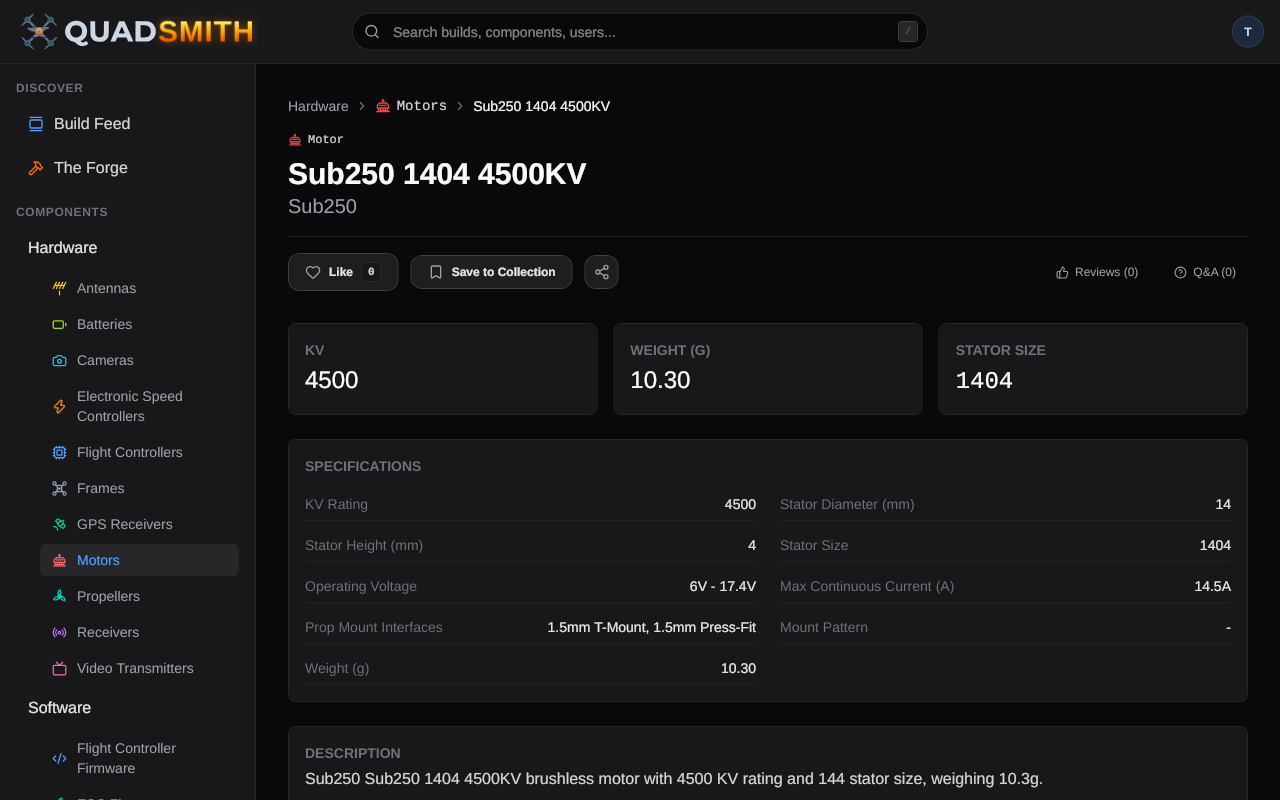 QUADSMITH
Search builds, components, users...
/
T
DISCOVER
Build Feed
The Forge
COMPONENTS
Hardware
Antennas
Batteries
Cameras
Electronic Speed
Controllers
Flight Controllers
Frames
GPS Receivers
Motors
Propellers
Receivers
Video Transmitters
Software
Flight Controller
Firmware
Hardware > Motors > Sub250 1404 4500KV
Motor
Sub250 1404 4500KV
Sub250
Like 0
Save to Collection
Reviews (0)
Q&A (0)
KV
4500
WEIGHT (G)
10.30
STATOR SIZE
1404
SPECIFICATIONS
KV Rating 4500
Stator Diameter (mm) 14
Stator Height (mm) 4
Stator Size 1404
Operating Voltage 6V - 17.4V
Max Continuous Current (A) 14.5A
Prop Mount Interfaces 1.5mm T-Mount, 1.5mm Press-Fit
Mount Pattern -
Weight (g) 10.30
DESCRIPTION
Sub250 Sub250 1404 4500KV brushless motor with 4500 KV rating and 144 stator size, weighing 10.3g.